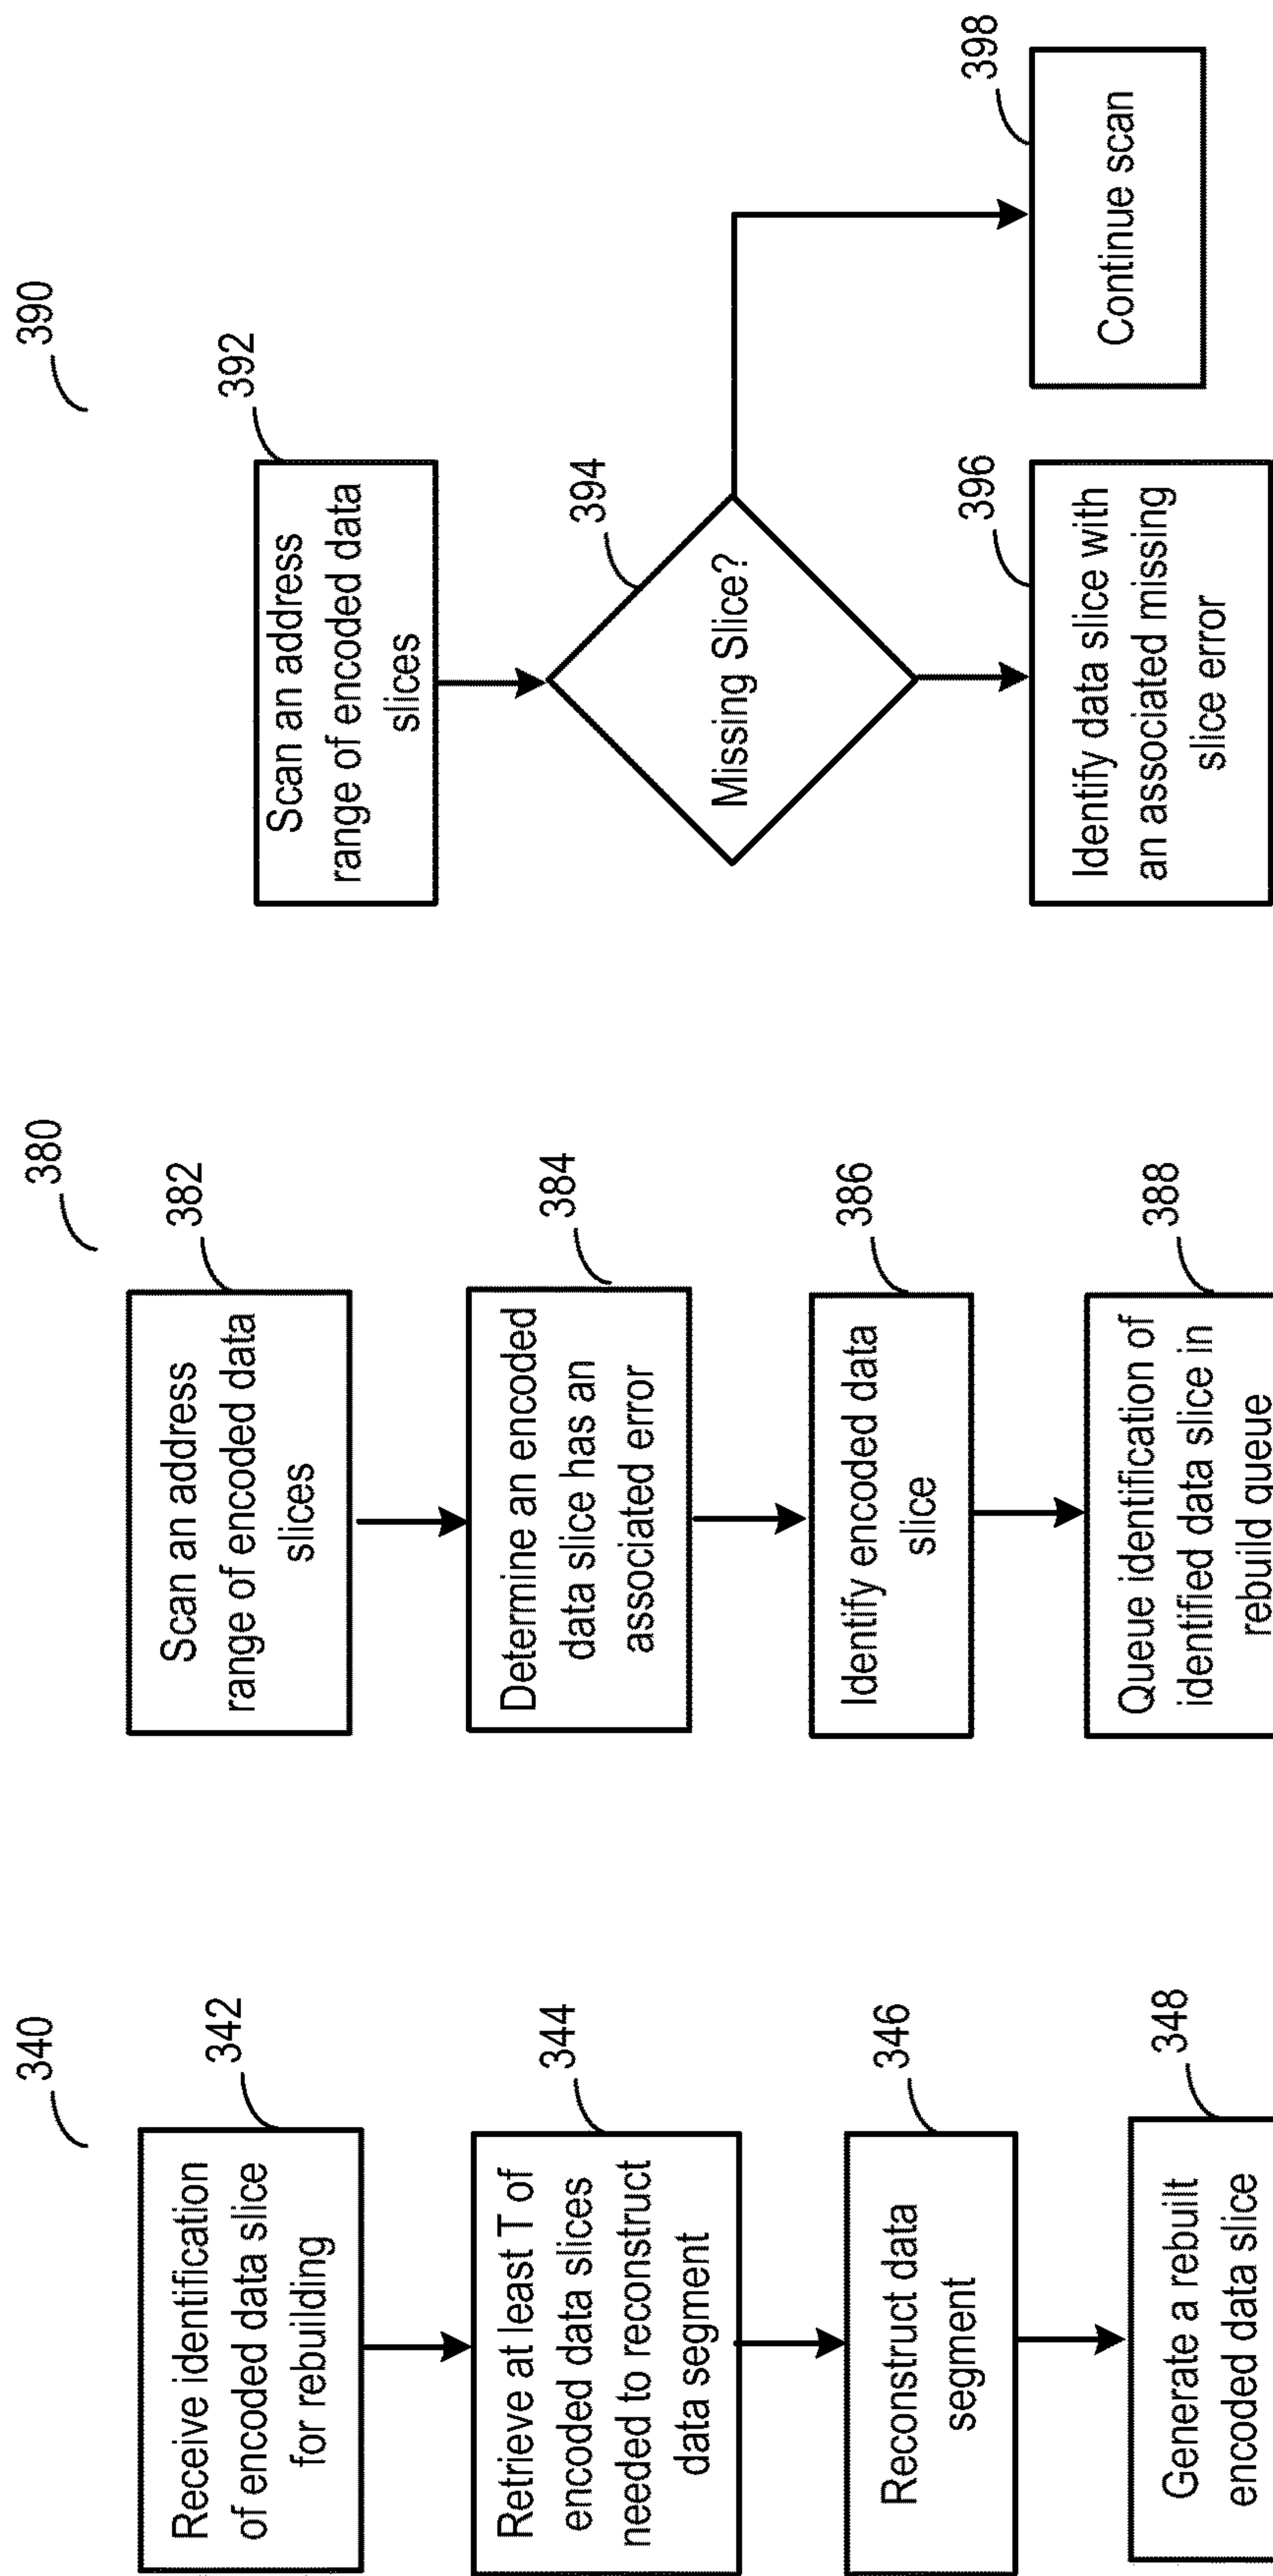 340
342
Receive identification
of encoded data slice
for rebuilding
344
Retrieve at least T of
encoded data slices
needed to reconstruct
data segment
346
Reconstruct data
segment
348
Generate a rebuilt
encoded data slice
380
382
Scan an address
range of encoded data
slices
384
Determine an encoded
data slice has an
associated error
386
Identify encoded data
slice
388
Queue identification of
identified data slice in
rebuild queue
390
392
Scan an address
range of encoded data
slices
394
Missing Slice?
396
Identify data slice with
an associated missing
slice error
398
Continue scan